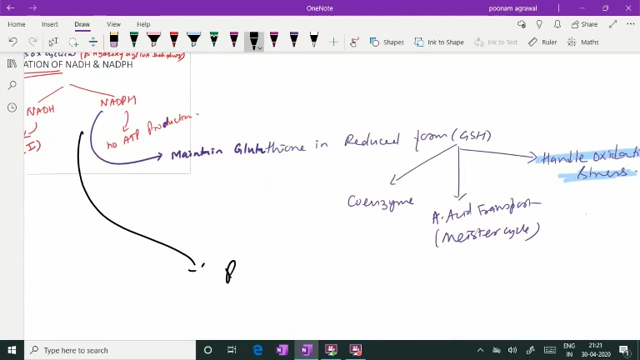 OneNote
poonam agrawal
Home Insert Draw View Help
Shapes Ink to Shape Ink to Text Ruler Maths
ATION OF NADH & NADPH
NADH
NADPH
I)
no ATP Production
Maintain Glutathione in Reduced form (GSH)
Handle Oxidati
Stress
Coenzyme
A. Acid Transport
(Meister cycle)
P
Type here to search
ENG
IN
21:21
30-04-2020